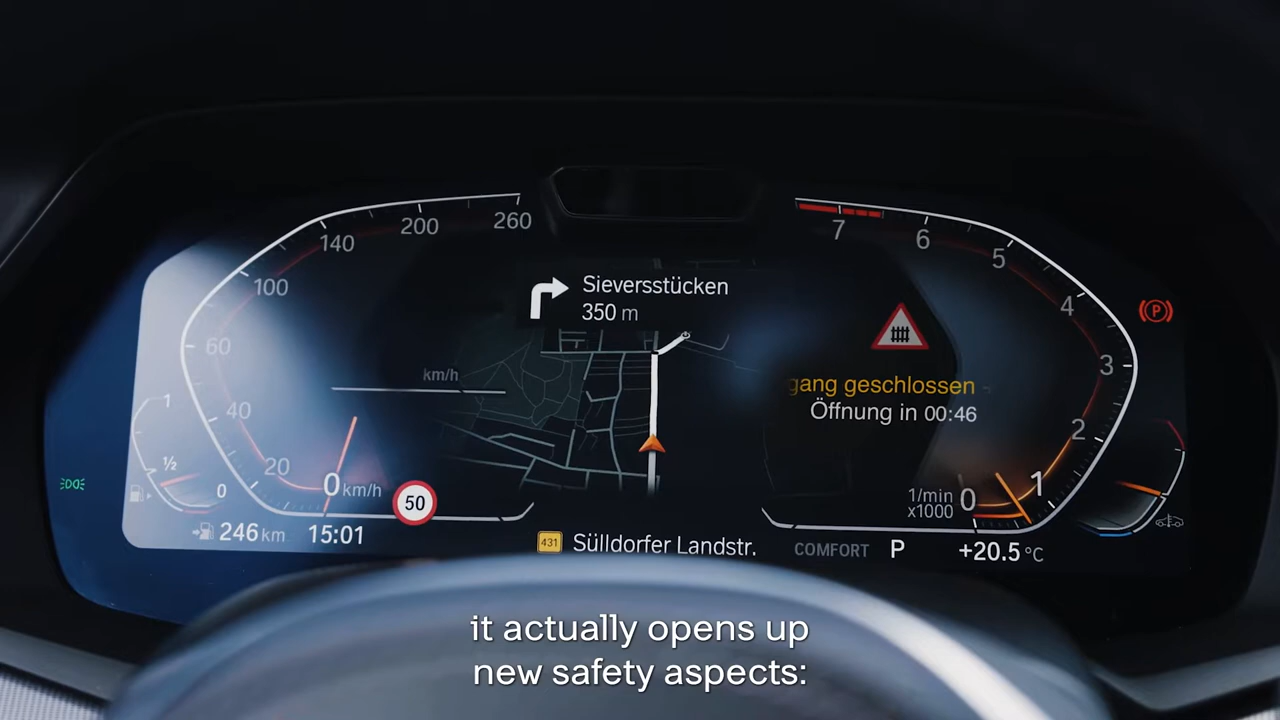 260
200
140
100
60
40
20
0 km/h
km/h
50
1
½
0
246 km
15:01
Sieversstücken
350 m
431 Sülldorfer Landstr.
7
6
5
4
3
2
1
0
1/min
x1000
gang geschlossen
Öffnung in 00:46
P
COMFORT P +20.5 °C
it actually opens up
new safety aspects: